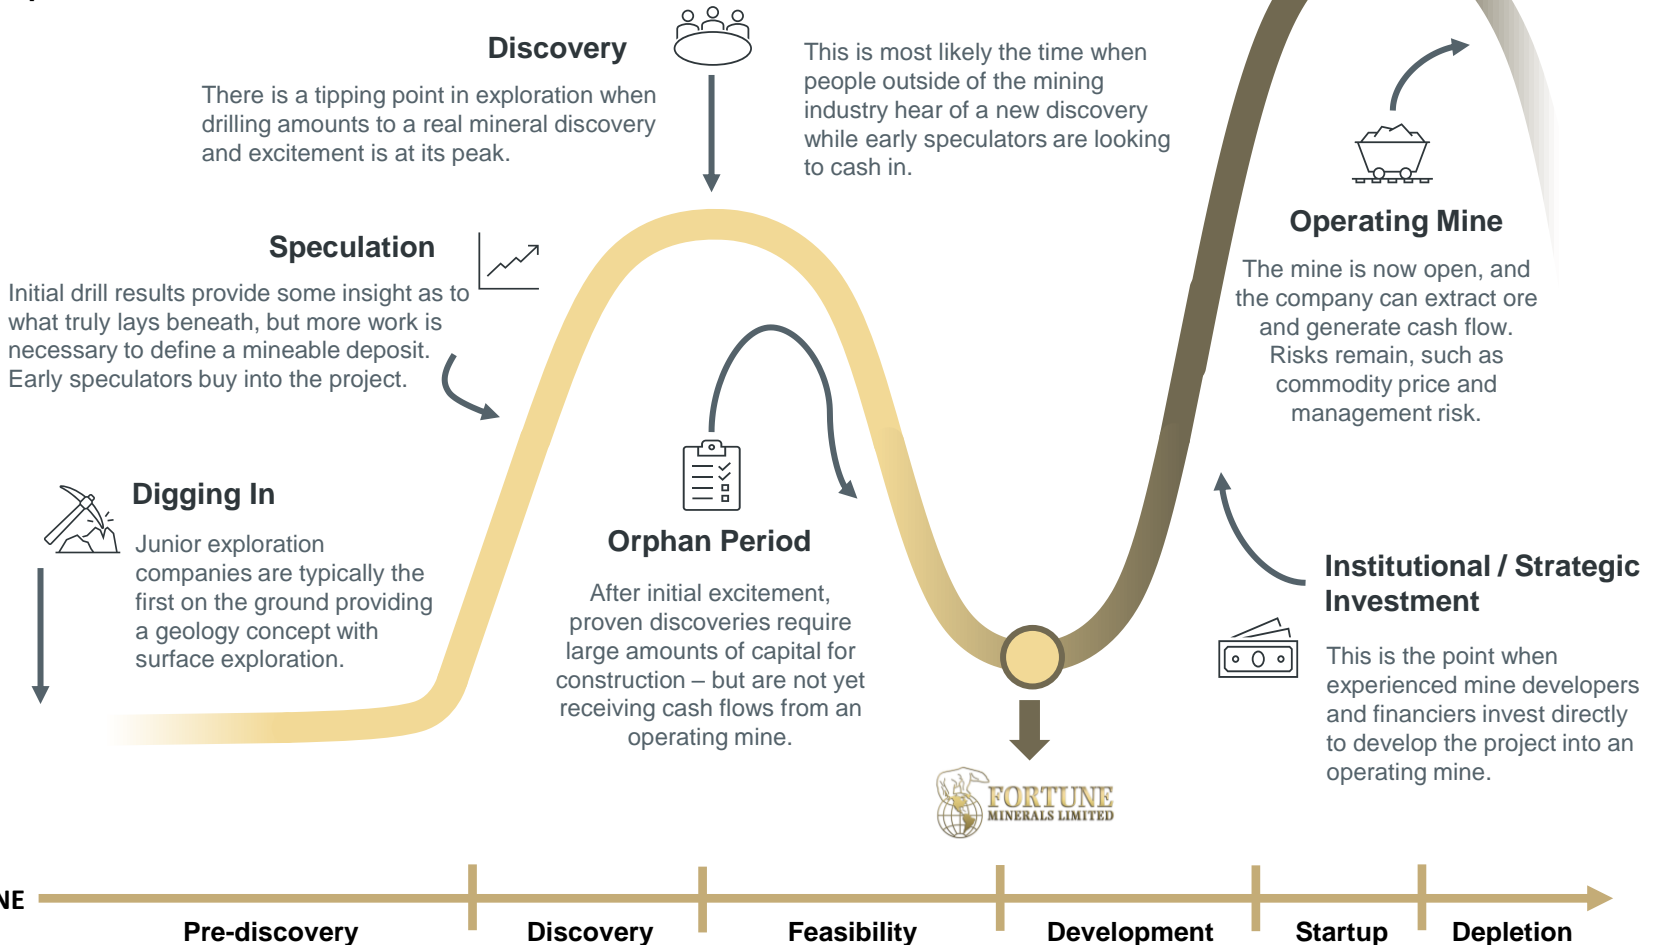 Discovery
There is a tipping point in exploration when
drilling amounts to a real mineral discovery
and excitement is at its peak.
This is most likely the time when
people outside of the mining
industry hear of a new discovery
while early speculators are looking
to cash in.
Speculation
Initial drill results provide some insight as to
what truly lays beneath, but more work is
necessary to define a mineable deposit.
Early speculators buy into the project.
Operating Mine
The mine is now open, and
the company can extract ore
and generate cash flow.
Risks remain, such as
commodity price and
management risk.
Digging In
Junior exploration
companies are typically the
first on the ground providing
a geology concept with
surface exploration.
Orphan Period
After initial excitement,
proven discoveries require
large amounts of capital for
construction – but are not yet
receiving cash flows from an
operating mine.
Institutional / Strategic
Investment
This is the point when
experienced mine developers
and financiers invest directly
to develop the project into an
operating mine.
FORTUNE
MINERALS LIMITED
NE
Pre-discovery
Discovery
Feasibility
Development
Startup
Depletion